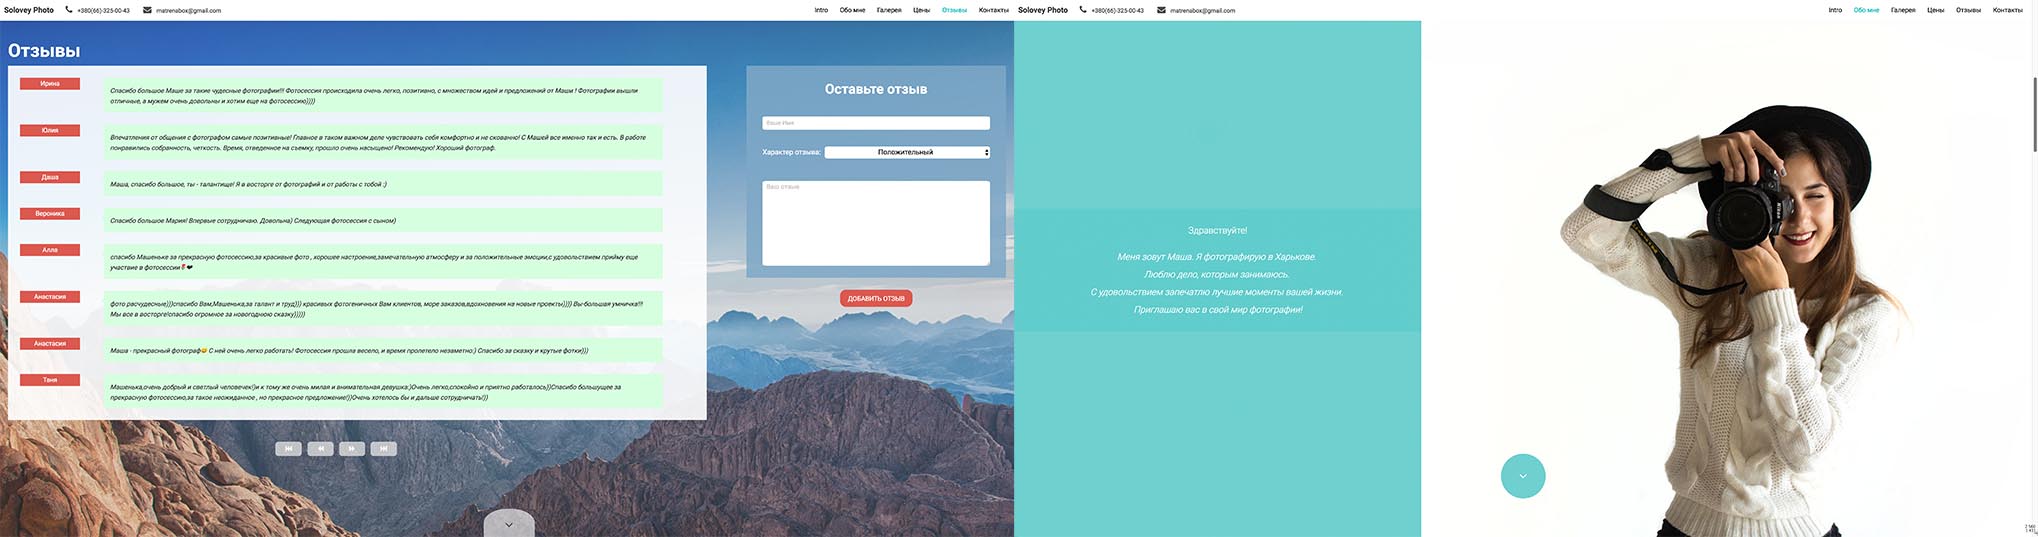 Solovey Photo +380(66)-325-00-43 matrenabox@gmail.com Intro Обо мне Галерея Цены Отзывы Контакты
Отзывы
Ирина
Спасибо большое Маше за такие чудесные фотографии!!! Фотосессия происходила очень легко, позитивно, с множеством идей и предложений от Маши ! Фотографии вышли
отличные, а мужем очень довольны и хотим еще на фотосессию))))
Юлия
Впечатления от общения с фотографом самые позитивные! Главное в таком важном деле чувствовать себя комфортно и не скованно! С Машей все именно так и есть. В работе
понравились собранность, четкость. Время, отведенное на съемку, прошло очень насыщено! Рекомендую! Хороший фотограф.
Даша
Маша, спасибо большое, ты - талантище! Я в восторге от фотографий и от работы с тобой :)
Вероника
Спасибо большое Мария! Впервые сотрудничаю. Довольна) Следующая фотосессия с сыном)
Алла
спасибо Машеньке за прекрасную фотосессию,за красивые фото , хорошее настроение,замечательную атмосферу и за положительные эмоции,с удовольствием прийму еще
участие в фотосессии🌷❤
Анастасия
фото расчудесные)))спасибо Вам,Машенька,за талант и труд))) красивых фотогеничных Вам клиентов, море заказов,вдохновения на новые проекты)))) Вы большая умничка!!!
Мы все в восторге!спасибо огромное за новогоднюю сказку)))))
Анастасия
Маша - прекрасный фотограф😊 С ней очень легко работать! Фотосессия прошла весело, и время пролетело незаметно:) Спасибо за сказку и крутые фотки)))
Таня
Машенька,очень добрый и светлый человечек!)и к тому же очень милая и внимательная девушка:)Очень легко,спокойно и приятно работалось))Спасибо большущее за
прекрасную фотосессию,за такое неожиданное , но прекрасное предложение!))Очень хотелось бы и дальше сотрудничать!))
Оставьте отзыв
Ваше Имя
Характер отзыва: Положительный
Ваш отзыв
ДОБАВИТЬ ОТЗЫВ
Solovey Photo +380(66)-325-00-43 matrenabox@gmail.com Intro Обо мне Галерея Цены Отзывы Контакты
Здравствуйте!
Меня зовут Маша. Я фотографирую в Харькове.
Люблю дело, которым занимаюсь.
С удовольствием запечатлю лучшие моменты вашей жизни.
Приглашаю вас в свой мир фотографии!